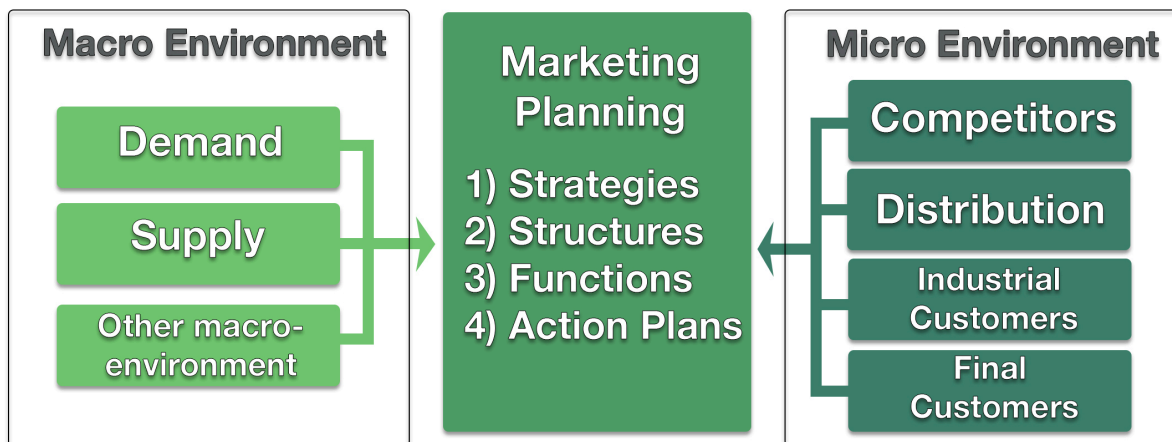 Macro Environment
Demand
Supply
Other macro-
environment
Marketing
Planning
1) Strategies
2) Structures
3) Functions
4) Action Plans
Micro Environment
Competitors
Distribution
Industrial
Customers
Final
Customers